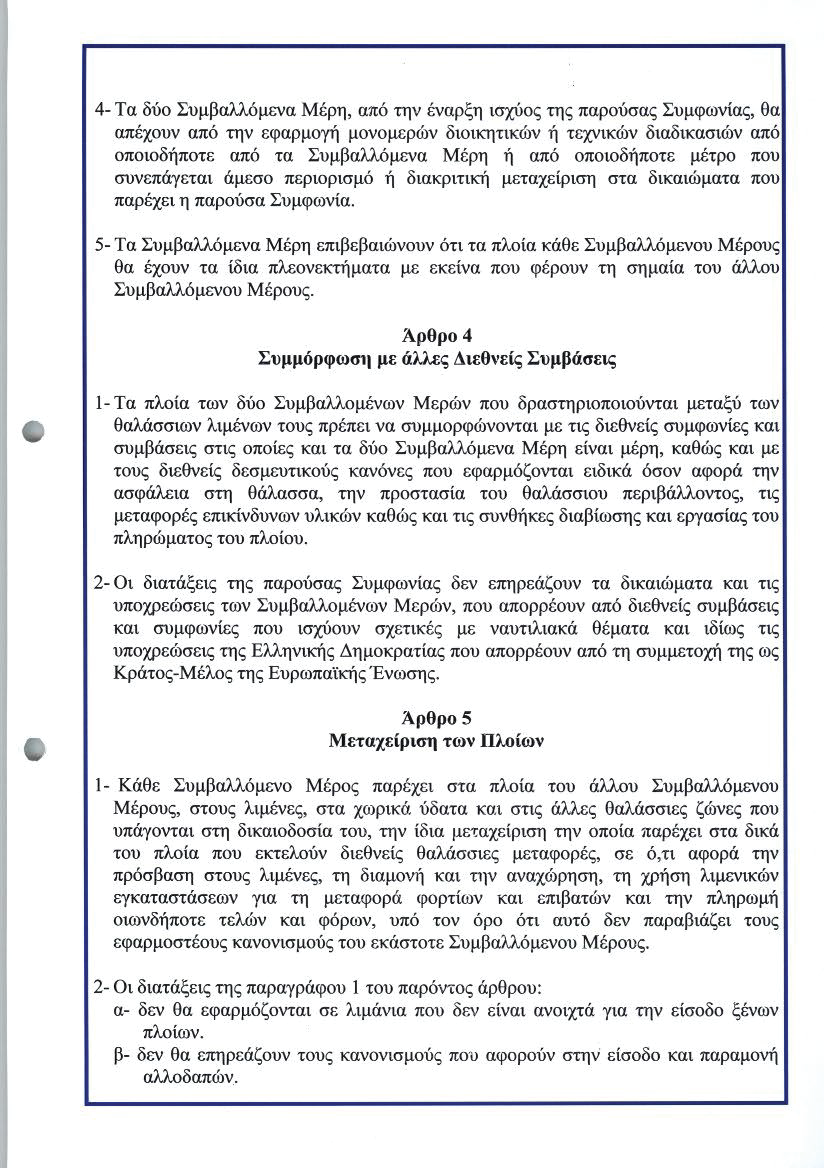 4- Τα δύο Συμβαλλόμενα Μέρη, από την έναρξη ισχύος της παρούσας Συμφωνίας, θα
απέχουν από την εφαρμογή μονομερών διοικητικών ή τεχνικών διαδικασιών από
οποιοδήποτε από τα Συμβαλλόμενα Μέρη ή από οποιοδήποτε μέτρο που
συνεπάγεται άμεσο περιορισμό ή διακριτική μεταχείριση στα δικαιώματα που
παρέχει η παρούσα Συμφωνία.
5- Τα Συμβαλλόμενα Μέρη επιβεβαιώνουν ότι τα πλοία κάθε Συμβαλλόμενου Μέρους
θα έχουν τα ίδια πλεονεκτήματα με εκείνα που φέρουν τη σημαία του άλλου
Συμβαλλόμενου Μέρους.
Άρθρο 4
Συμμόρφωση με άλλες Διεθνείς Συμβάσεις
1- Τα πλοία των δύο Συμβαλλομένων Μερών που δραστηριοποιούνται μεταξύ των
θαλάσσιων λιμένων τους πρέπει να συμμορφώνονται με τις διεθνείς συμφωνίες και
συμβάσεις στις οποίες και τα δύο Συμβαλλόμενα Μέρη είναι μέρη, καθώς και με
τους διεθνείς δεσμευτικούς κανόνες που εφαρμόζονται ειδικά όσον αφορά την
ασφάλεια στη θάλασσα, την προστασία του θαλάσσιου περιβάλλοντος, τις
μεταφορές επικίνδυνων υλικών καθώς και τις συνθήκες διαβίωσης και εργασίας του
πληρώματος του πλοίου.
2- Οι διατάξεις της παρούσας Συμφωνίας δεν επηρεάζουν τα δικαιώματα και τις
υποχρεώσεις των Συμβαλλομένων Μερών, που απορρέουν από διεθνείς συμβάσεις
και συμφωνίες που ισχύουν σχετικές με ναυτιλιακά θέματα και ιδίως τις
υποχρεώσεις της Ελληνικής Δημοκρατίας που απορρέουν από τη συμμετοχή της ως
Κράτος-Μέλος της Ευρωπαϊκής Ένωσης.
Άρθρο 5
Μεταχείριση των Πλοίων
1- Κάθε Συμβαλλόμενο Μέρος παρέχει στα πλοία του άλλου Συμβαλλόμενου
Μέρους, στους λιμένες, στα χωρικά ύδατα και στις άλλες θαλάσσιες ζώνες που
υπάγονται στη δικαιοδοσία του, την ίδια μεταχείριση την οποία παρέχει στα δικά
του πλοία που εκτελούν διεθνείς θαλάσσιες μεταφορές, σε ό,τι αφορά την
πρόσβαση στους λιμένες, τη διαμονή και την αναχώρηση, τη χρήση λιμενικών
εγκαταστάσεων για τη μεταφορά φορτίων και επιβατών και την πληρωμή
οιωνδήποτε τελών και φόρων, υπό τον όρο ότι αυτό δεν παραβιάζει τους
εφαρμοστέους κανονισμούς του εκάστοτε Συμβαλλόμενου Μέρους.
2- Οι διατάξεις της παραγράφου 1 του παρόντος άρθρου:
α- δεν θα εφαρμόζονται σε λιμάνια που δεν είναι ανοιχτά για την είσοδο ξένων
πλοίων.
β- δεν θα επηρεάζουν τους κανονισμούς που αφορούν στην είσοδο και παραμονή
αλλοδαπών.